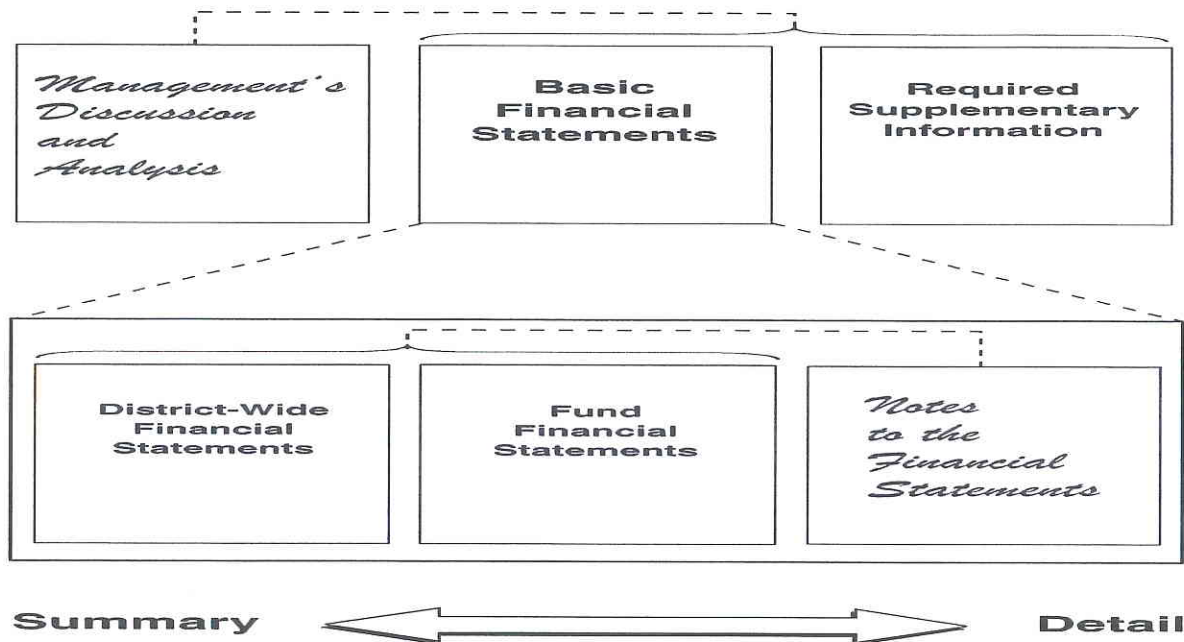 Management's
Discussion
and
Analysis
Basic
Financial
Statements
Required
Supplementary
Information
District-Wide
Financial
Statements
Fund
Financial
Statements
Notes
to the
Financial
Statements
Summary
Detail